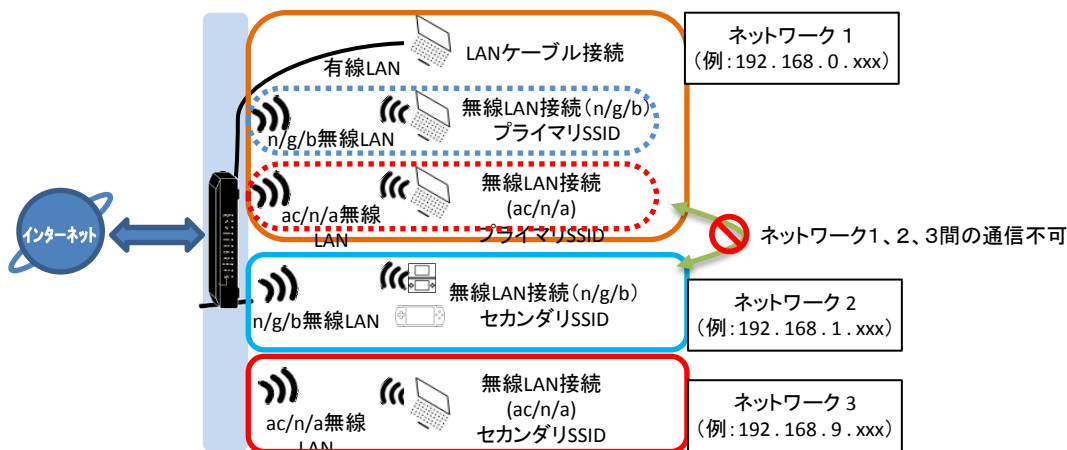 ネットワーク 1
（例：192．168．0．xxx）
有線LAN
LANケーブル接続
n/g/b無線LAN
無線LAN接続（n/g/b）
プライマリSSID
ac/n/a無線
LAN
無線LAN接続
(ac/n/a)
プライマリSSID
インターネット
ネットワーク1、2、3間の通信不可
n/g/b無線LAN
無線LAN接続（n/g/b）
セカンダリSSID
ネットワーク 2
（例：192．168．1．xxx）
ac/n/a無線
LAN
無線LAN接続
(ac/n/a)
セカンダリSSID
ネットワーク 3
（例：192．168．9．xxx）